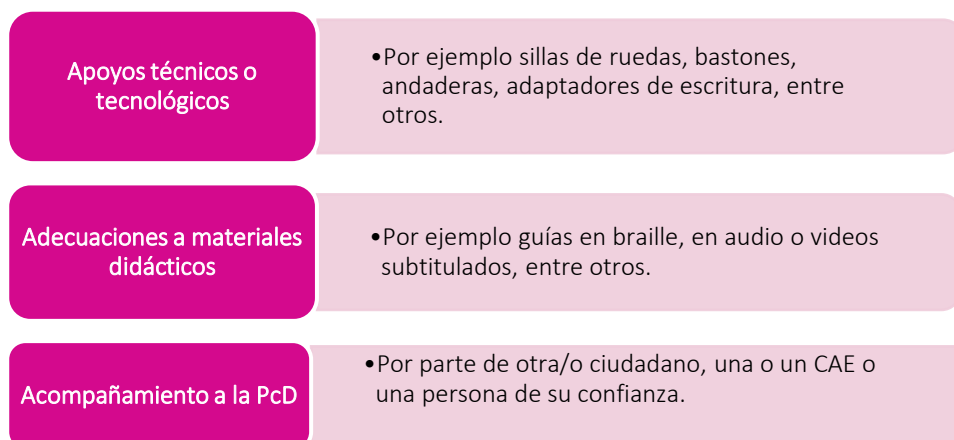 Apoyos técnicos o
tecnológicos
•Por ejemplo sillas de ruedas, bastones,
andaderas, adaptadores de escritura, entre
otros.
Adecuaciones a materiales
didácticos
•Por ejemplo guías en braille, en audio o videos
subtitulados, entre otros.
Acompañamiento a la PcD
•Por parte de otra/o ciudadano, una o un CAE o
una persona de su confianza.